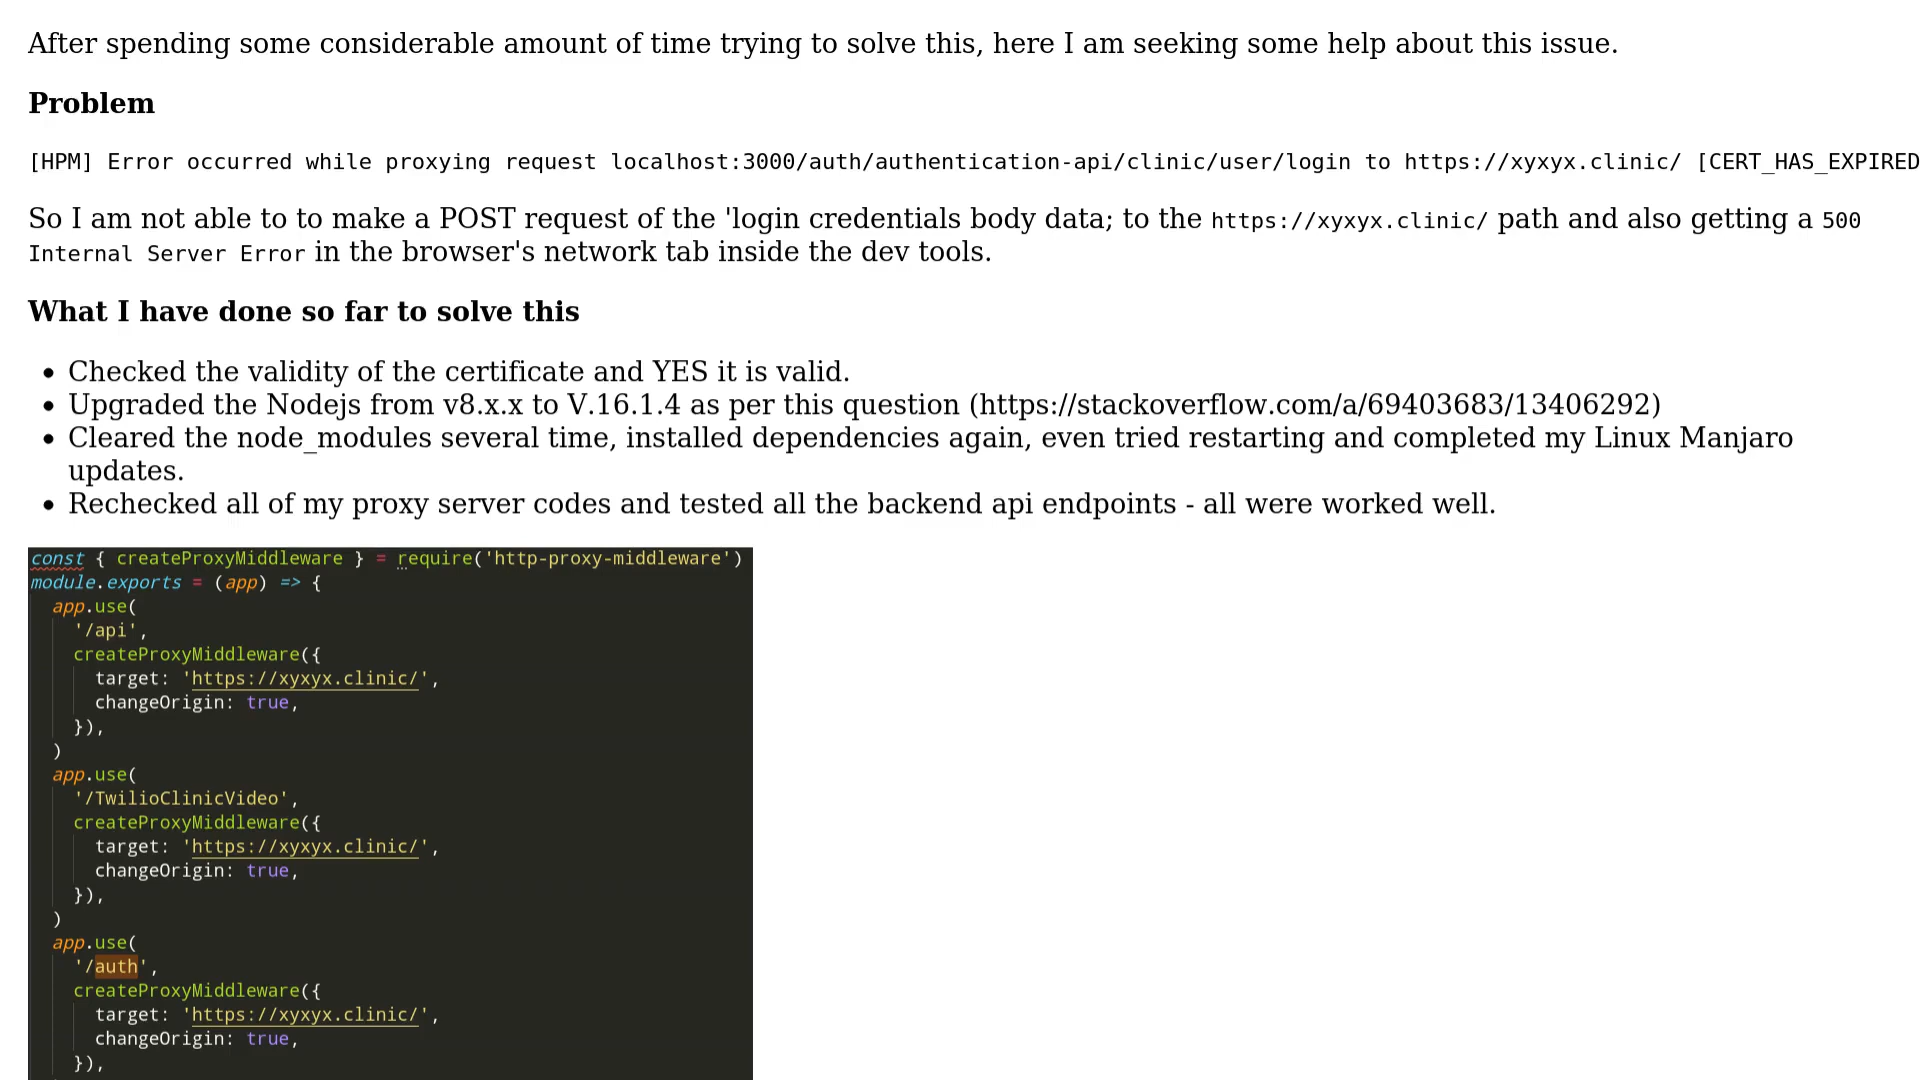 After spending some considerable amount of time trying to solve this, here I am seeking some help about this issue.
Problem
[HPM] Error occurred while proxying request localhost:3000/auth/authentication-api/clinic/user/login to https://xyxyx.clinic/ [CERT_HAS_EXPIRED
So I am not able to to make a POST request of the 'login credentials body data; to the https://xyxyx.clinic/ path and also getting a 500
Internal Server Error in the browser's network tab inside the dev tools.
What I have done so far to solve this
• Checked the validity of the certificate and YES it is valid.
• Upgraded the Nodejs from v8.x.x to V.16.1.4 as per this question (https://stackoverflow.com/a/69403683/13406292)
• Cleared the node_modules several time, installed dependencies again, even tried restarting and completed my Linux Manjaro
updates.
• Rechecked all of my proxy server codes and tested all the backend api endpoints - all were worked well.
const { createProxyMiddleware } = require('http-proxy-middleware')
module.exports = (app) => {
  app.use(
    '/api',
    createProxyMiddleware({
      target: 'https://xyxyx.clinic/',
      changeOrigin: true,
    }),
  )
  app.use(
    '/TwilioClinicVideo',
    createProxyMiddleware({
      target: 'https://xyxyx.clinic/',
      changeOrigin: true,
    }),
  )
  app.use(
    '/auth',
    createProxyMiddleware({
      target: 'https://xyxyx.clinic/',
      changeOrigin: true,
    }),